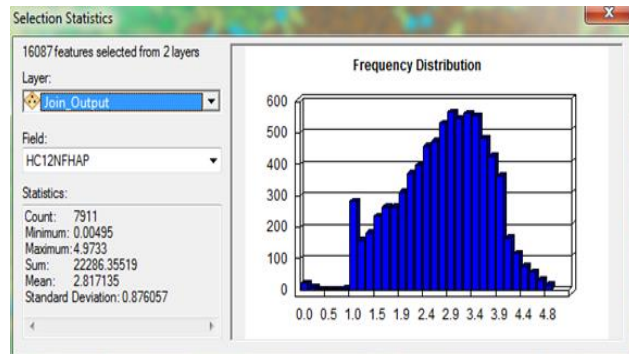 Selection Statistics
x
16087 features selected from 2 layers
Layer:
Join_Output
Field:
HC12NFHAP
Statistics:
Count: 7911
Minimum: 0.00495
Maximum: 4.9733
Sum: 22286.35519
Mean: 2.817135
Standard Deviation: 0.876057
Frequency Distribution
600
500
400
300
200
100
0
0.0 0.5 1.0 1.5 1.9 2.4 2.9 3.4 3.9 4.4 4.8